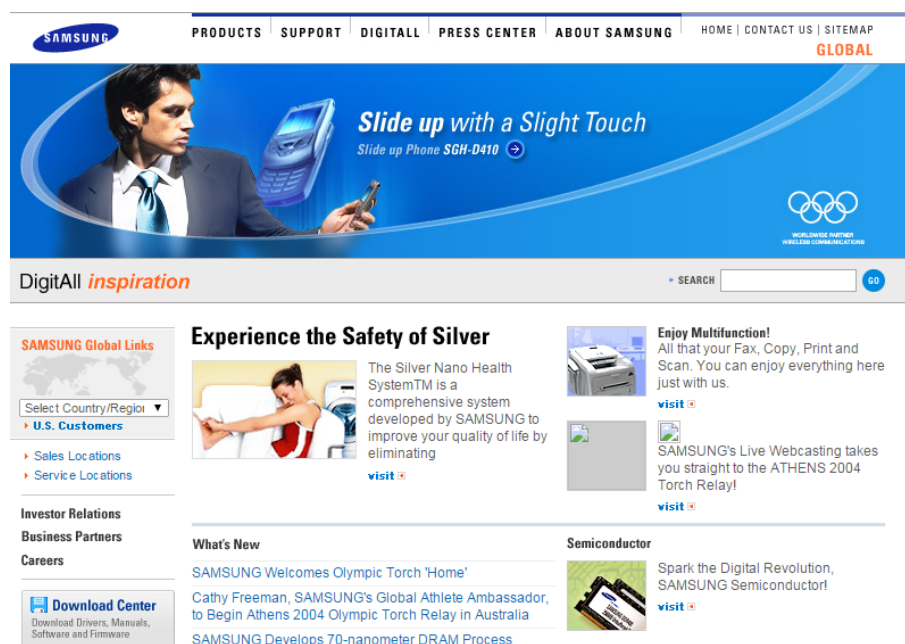 SAMSUNG
PRODUCTS SUPPORT DIGITALL PRESS CENTER ABOUT SAMSUNG
HOME | CONTACT US | SITEMAP
GLOBAL
Slide up with a Slight Touch
Slide up Phone SGH-D410
WORLDWIDE PARTNER
WIRELESS COMMUNICATIONS
DigitAll inspiration
SEARCH
GO
SAMSUNG Global Links
Select Country/Regior
U.S. Customers
Sales Locations
Service Locations
Investor Relations
Business Partners
Careers
Download Center
Download Drivers, Manuals,
Software and Firmware
Experience the Safety of Silver
The Silver Nano Health
SystemTM is a
comprehensive system
developed by SAMSUNG to
improve your quality of life by
eliminating
visit
Enjoy Multifunction!
All that your Fax, Copy, Print and
Scan. You can enjoy everything here
just with us.
visit
SAMSUNG's Live Webcasting takes
you straight to the ATHENS 2004
Torch Relay!
visit
What's New
SAMSUNG Welcomes Olympic Torch 'Home'
Cathy Freeman, SAMSUNG's Global Athlete Ambassador,
to Begin Athens 2004 Olympic Torch Relay in Australia
SAMSUNG Develops 70-nanometer DRAM Process
Semiconductor
Spark the Digital Revolution,
SAMSUNG Semiconductor!
visit